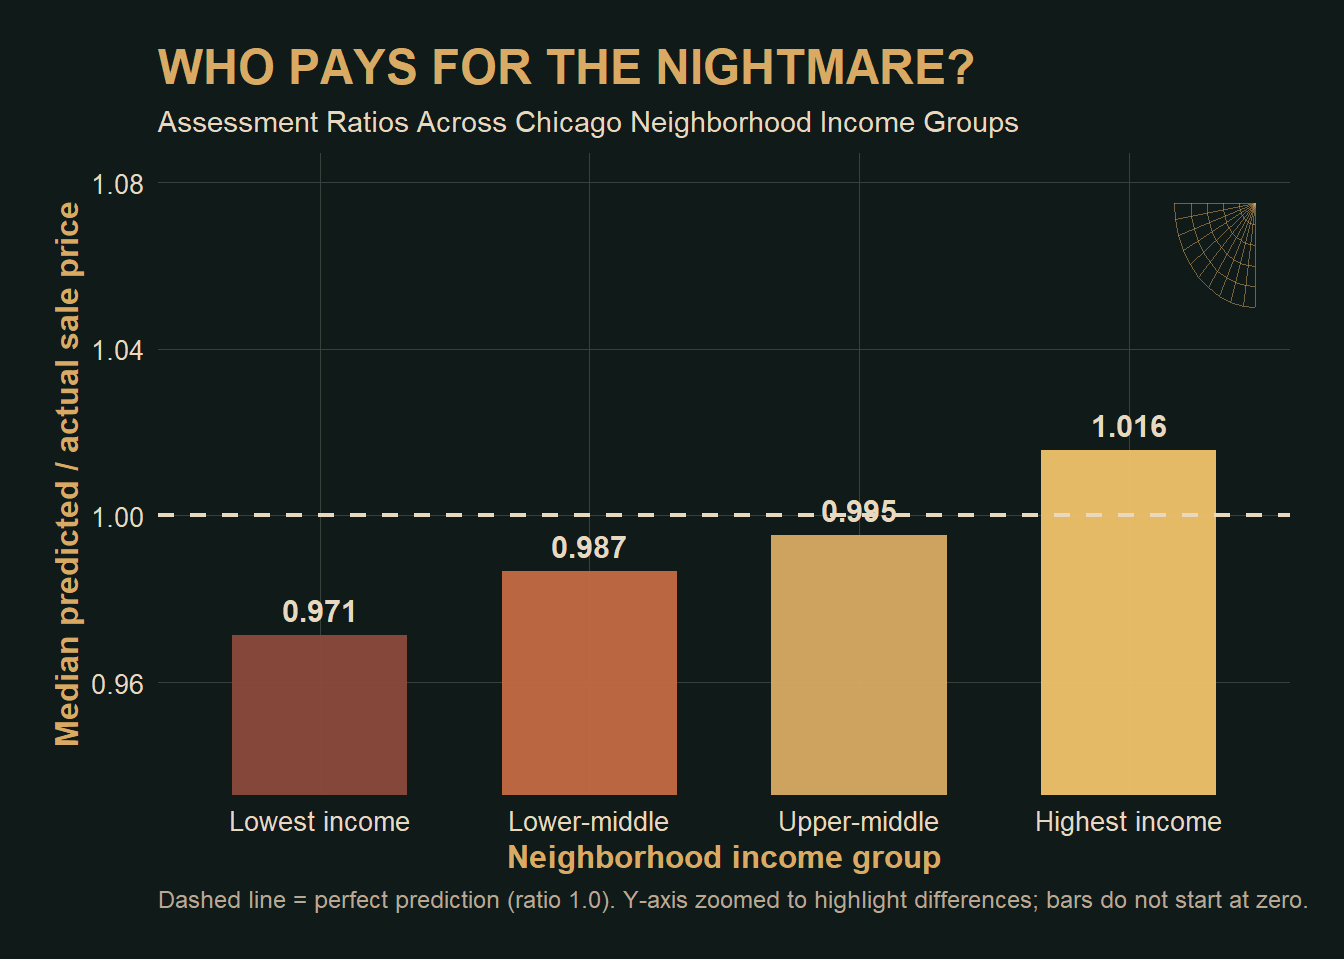 WHO PAYS FOR THE NIGHTMARE?
Assessment Ratios Across Chicago Neighborhood Income Groups
Median predicted / actual sale price
1.08
1.04
1.00
0.96
0.971
0.987
0.995
1.016
Lowest income
Lower-middle
Upper-middle
Highest income
Neighborhood income group
Dashed line = perfect prediction (ratio 1.0). Y-axis zoomed to highlight differences; bars do not start at zero.